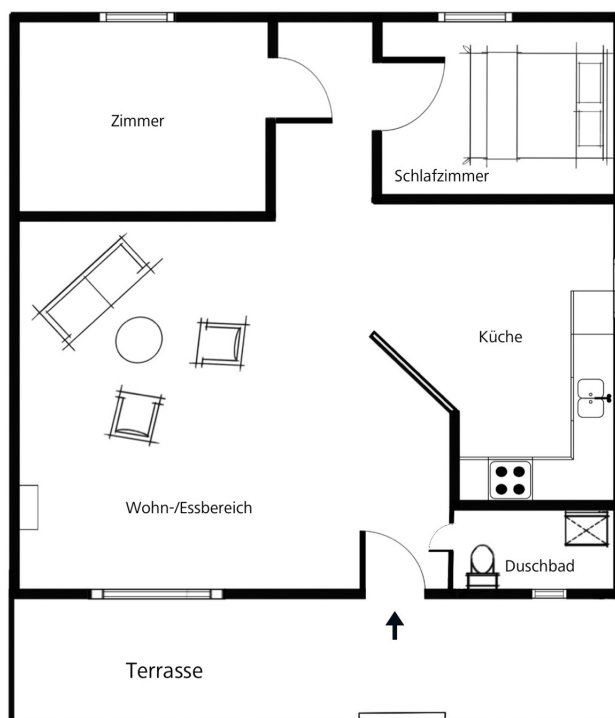 Zimmer
Schlafzimmer
Küche
Wohn-/Essbereich
Duschbad
Terrasse